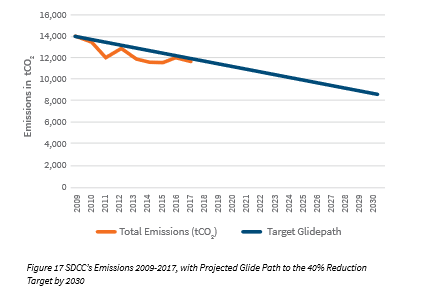 16,000
14,000
12,000
10,000
8,000
6,000
4,000
2,000
0
Emissions in tCO2
2009 2010 2011 2012 2013 2014 2015 2016 2017 2018 2019 2020 2021 2022 2023 2024 2025 2026 2027 2028 2029 2030
Total Emissions (tCO2) Target Glidepath
Figure 17 SDCC's Emissions 2009-2017, with Projected Glide Path to the 40% Reduction
Target by 2030